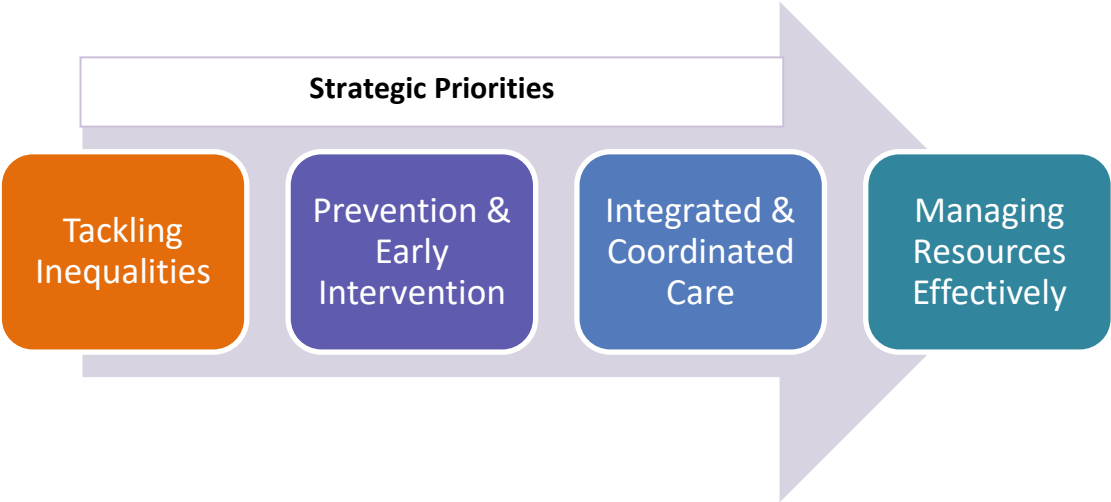 Strategic Priorities
Tackling
Inequalities
Prevention &
Early
Intervention
Integrated &
Coordinated
Care
Managing
Resources
Effectively